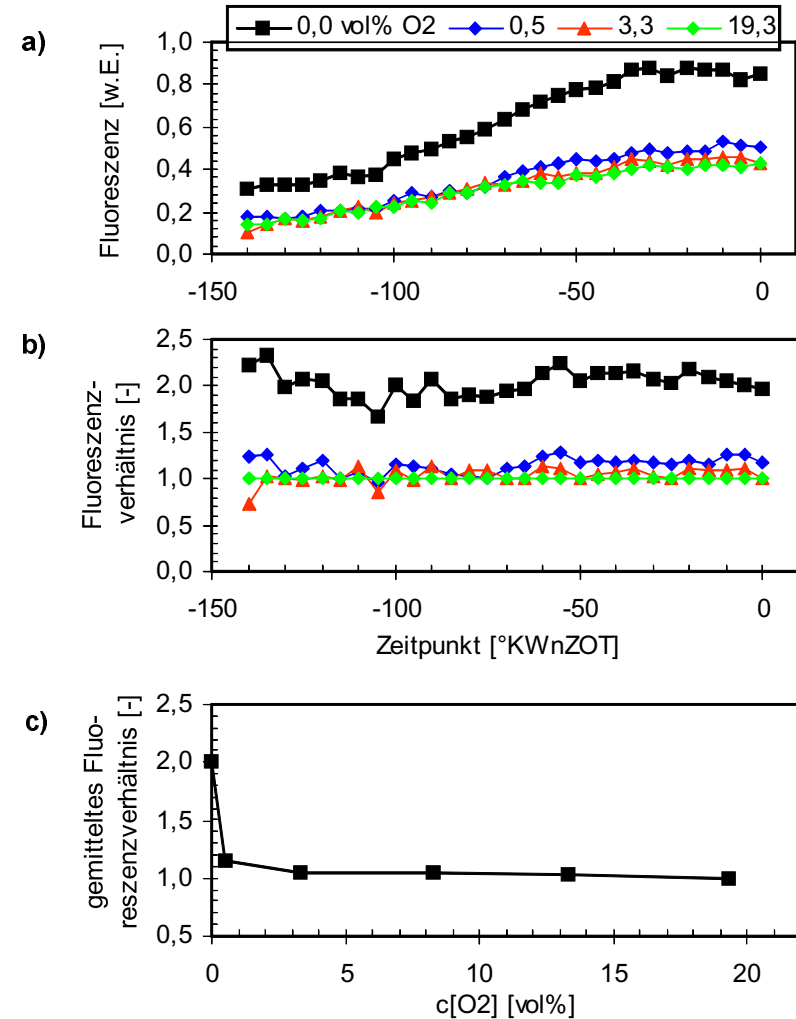 0,0 vol% O2 0,5 3,3 19,3
a)
Fluoreszenz [w.E.]
1,0
0,8
0,6
0,4
0,2
0,0
-150 -100 -50 0
b)
Fluoreszenz-
verhältnis [-]
2,5
2,0
1,5
1,0
0,5
0,0
-150 -100 -50 0
Zeitpunkt [°KWnZOT]
c)
gemitteltes Fluo-
reszenzverhältnis [-]
2,5
2,0
1,5
1,0
0,5
0 5 10 15 20
c[O2] [vol%]